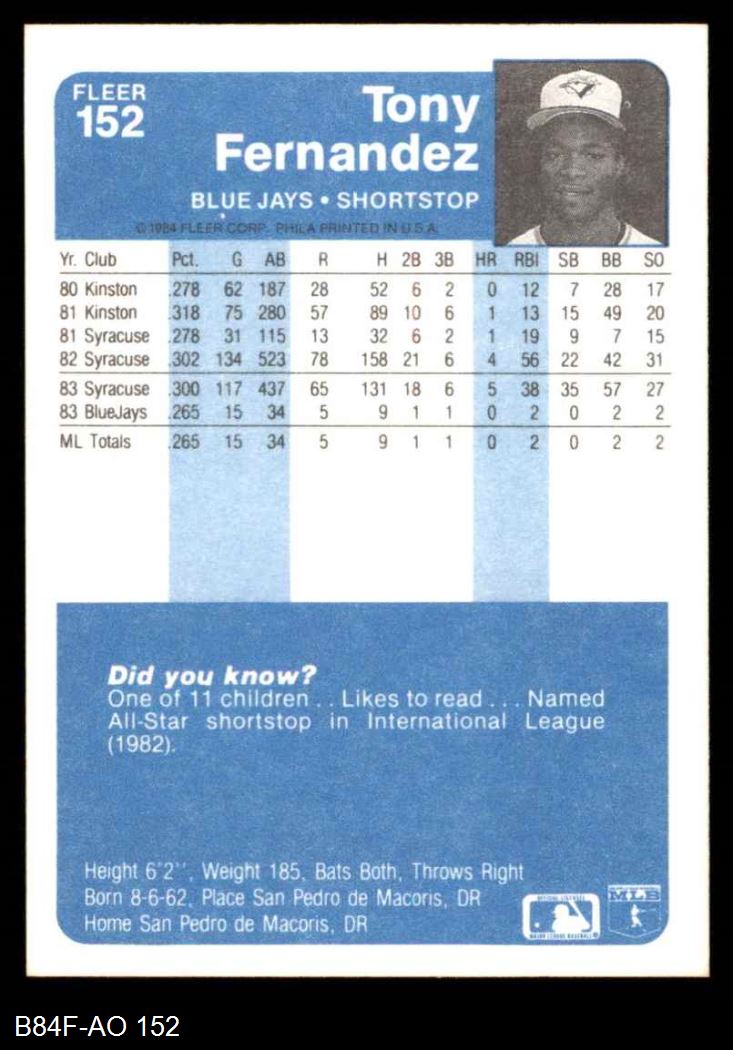 FLEER
152
Tony
Fernandez
BLUE JAYS • SHORTSTOP
© 1984 FLEER CORP. PHILA PRINTED IN U.S.A.
Yr. Club Pct. G AB R H 2B 3B HR RBI SB BB SO
80 Kinston .278 62 187 28 52 6 2 0 12 7 28 17
81 Kinston .318 75 280 57 89 10 6 1 13 15 49 20
81 Syracuse .278 31 115 13 32 6 2 1 19 9 7 15
82 Syracuse .302 134 523 78 158 21 6 4 56 22 42 31
83 Syracuse .300 117 437 65 131 18 6 5 38 35 57 27
83 BlueJays .265 15 34 5 9 1 1 0 2 0 2 2
ML Totals .265 15 34 5 9 1 1 0 2 0 2 2
Did you know?
One of 11 children . . Likes to read . . . Named
All-Star shortstop in International League
(1982).
Height 6'2'', Weight 185, Bats Both, Throws Right
Born 8-6-62, Place San Pedro de Macoris, DR
Home San Pedro de Macoris, DR
OFFICIAL LICENSEE
MAJOR LEAGUE BASEBALL
MLB
B84F-AO 152